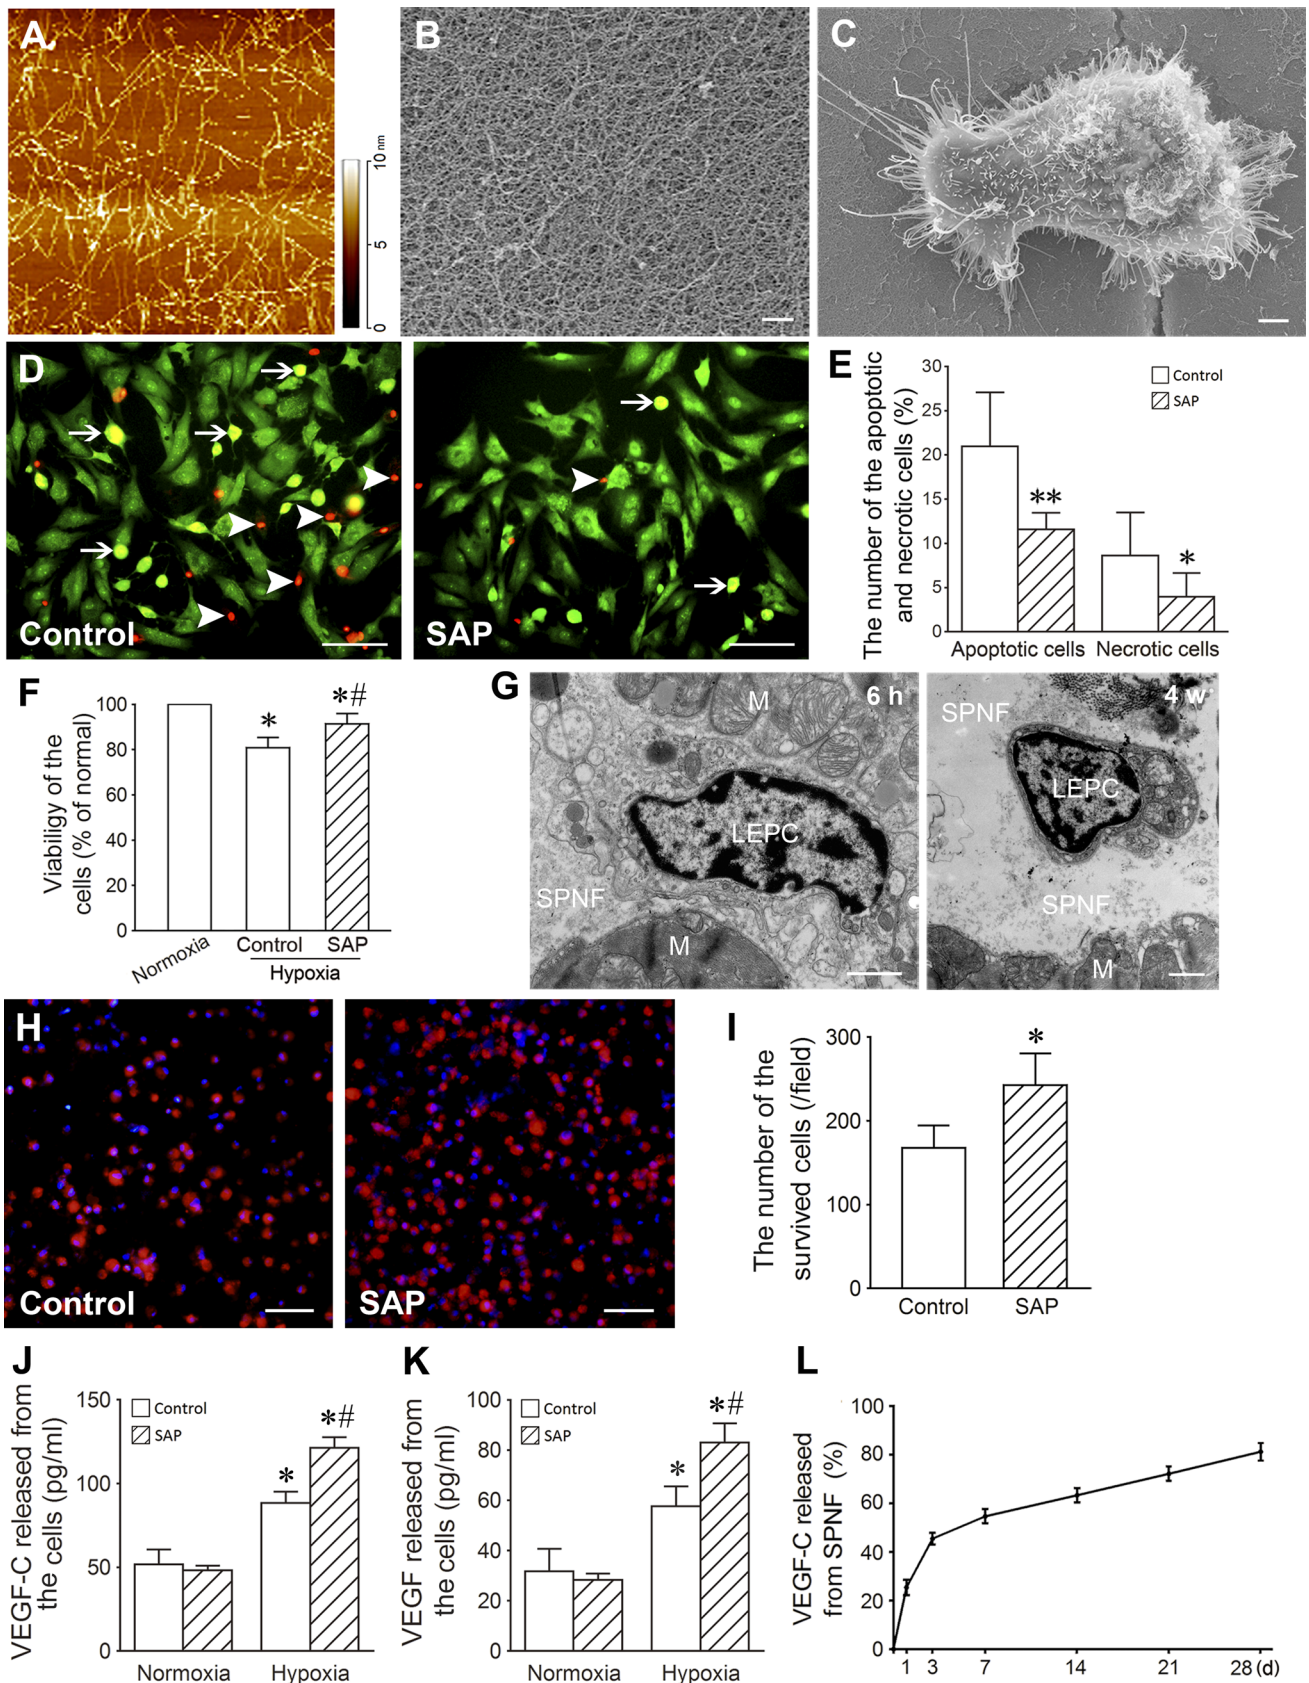 A
10 nm
5
0
B
C
D
Control
SAP
E
The number of the apoptotic
and necrotic cells (%)
30
25
20
15
10
5
0
Control
SAP
**
*
Apoptotic cells
Necrotic cells
F
Viabiligy of the
cells (% of normal)
100
80
60
40
20
0
*
*#
Normoxia
Control
SAP
Hypoxia
G
M
6 h
LEPC
SPNF
M
SPNF
4 w
LEPC
SPNF
M
H
Control
SAP
I
The number of the
survived cells (/field)
300
200
100
0
*
Control
SAP
J
VEGF-C released from
the cells (pg/ml)
150
100
50
0
Control
SAP
*
*#
Normoxia
Hypoxia
K
VEGF released from
the cells (pg/ml)
100
80
60
40
20
0
Control
SAP
*
*#
Normoxia
Hypoxia
L
VEGF-C released
from SPNF (%)
100
80
60
40
20
0
1 3 7 14 21 28 (d)